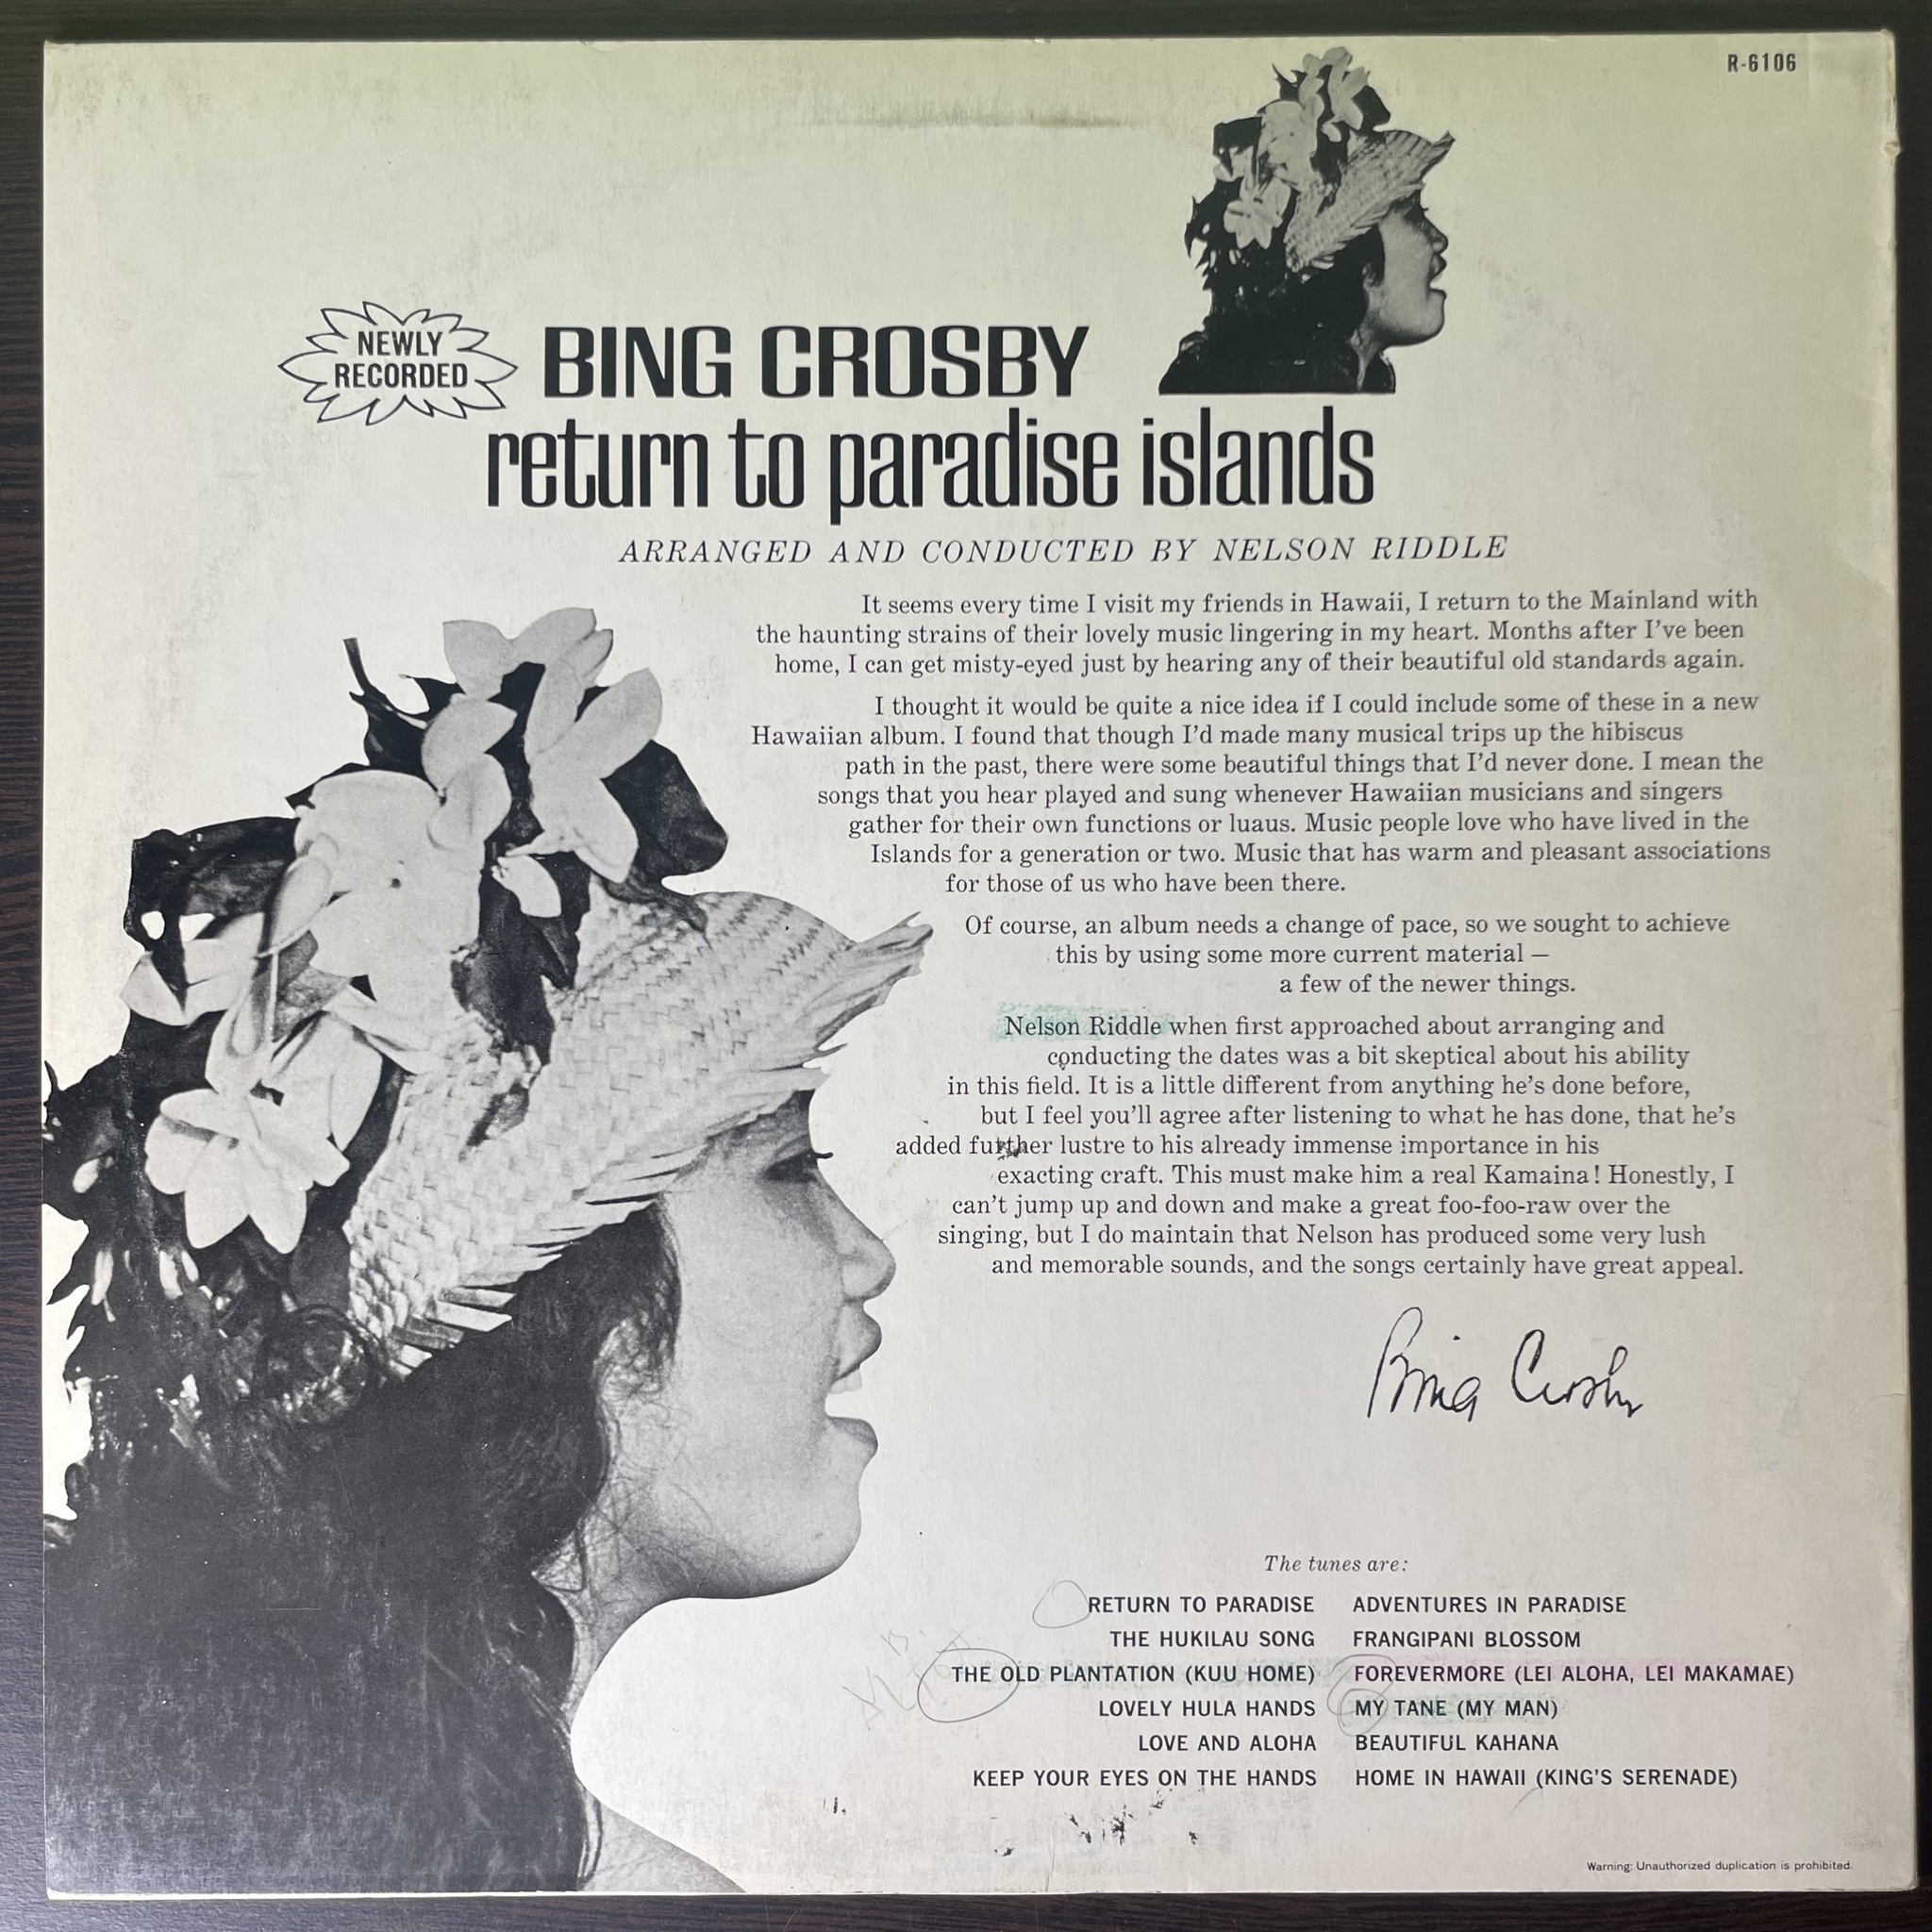 R-6106
NEWLY
RECORDED
BING CROSBY
return to paradise islands
ARRANGED AND CONDUCTED BY NELSON RIDDLE
It seems every time I visit my friends in Hawaii, I return to the Mainland with
the haunting strains of their lovely music lingering in my heart. Months after I've been
home, I can get misty-eyed just by hearing any of their beautiful old standards again.
I thought it would be quite a nice idea if I could include some of these in a new
Hawaiian album. I found that though I'd made many musical trips up the hibiscus
path in the past, there were some beautiful things that I'd never done. I mean the
songs that you hear played and sung whenever Hawaiian musicians and singers
gather for their own functions or luaus. Music people love who have lived in the
Islands for a generation or two. Music that has warm and pleasant associations
for those of us who have been there.
Of course, an album needs a change of pace, so we sought to achieve
this by using some more current material —
a few of the newer things.
Nelson Riddle when first approached about arranging and
conducting the dates was a bit skeptical about his ability
in this field. It is a little different from anything he's done before,
but I feel you'll agree after listening to what he has done, that he's
added further lustre to his already immense importance in his
exacting craft. This must make him a real Kamaina! Honestly, I
can't jump up and down and make a great foo-foo-raw over the
singing, but I do maintain that Nelson has produced some very lush
and memorable sounds, and the songs certainly have great appeal.
Bing Crosby
The tunes are:
RETURN TO PARADISE
THE HUKILAU SONG
THE OLD PLANTATION (KUU HOME)
LOVELY HULA HANDS
LOVE AND ALOHA
KEEP YOUR EYES ON THE HANDS
ADVENTURES IN PARADISE
FRANGIPANI BLOSSOM
FOREVERMORE (LEI ALOHA, LEI MAKAMAE)
MY TANE (MY MAN)
BEAUTIFUL KAHANA
HOME IN HAWAII (KING'S SERENADE)
Warning: Unauthorized duplication is prohibited.